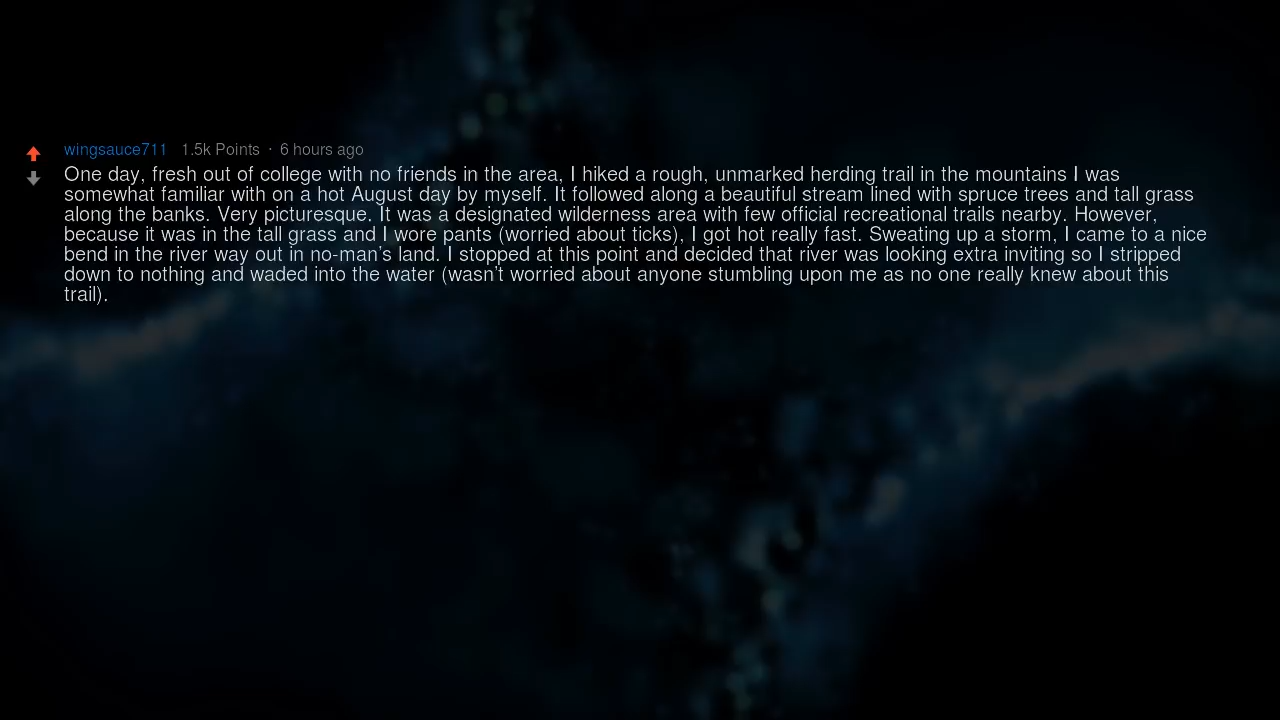 wingsauce711 1.5k Points · 6 hours ago
One day, fresh out of college with no friends in the area, I hiked a rough, unmarked herding trail in the mountains I was
somewhat familiar with on a hot August day by myself. It followed along a beautiful stream lined with spruce trees and tall grass
along the banks. Very picturesque. It was a designated wilderness area with few official recreational trails nearby. However,
because it was in the tall grass and I wore pants (worried about ticks), I got hot really fast. Sweating up a storm, I came to a nice
bend in the river way out in no-man's land. I stopped at this point and decided that river was looking extra inviting so I stripped
down to nothing and waded into the water (wasn't worried about anyone stumbling upon me as no one really knew about this
trail).